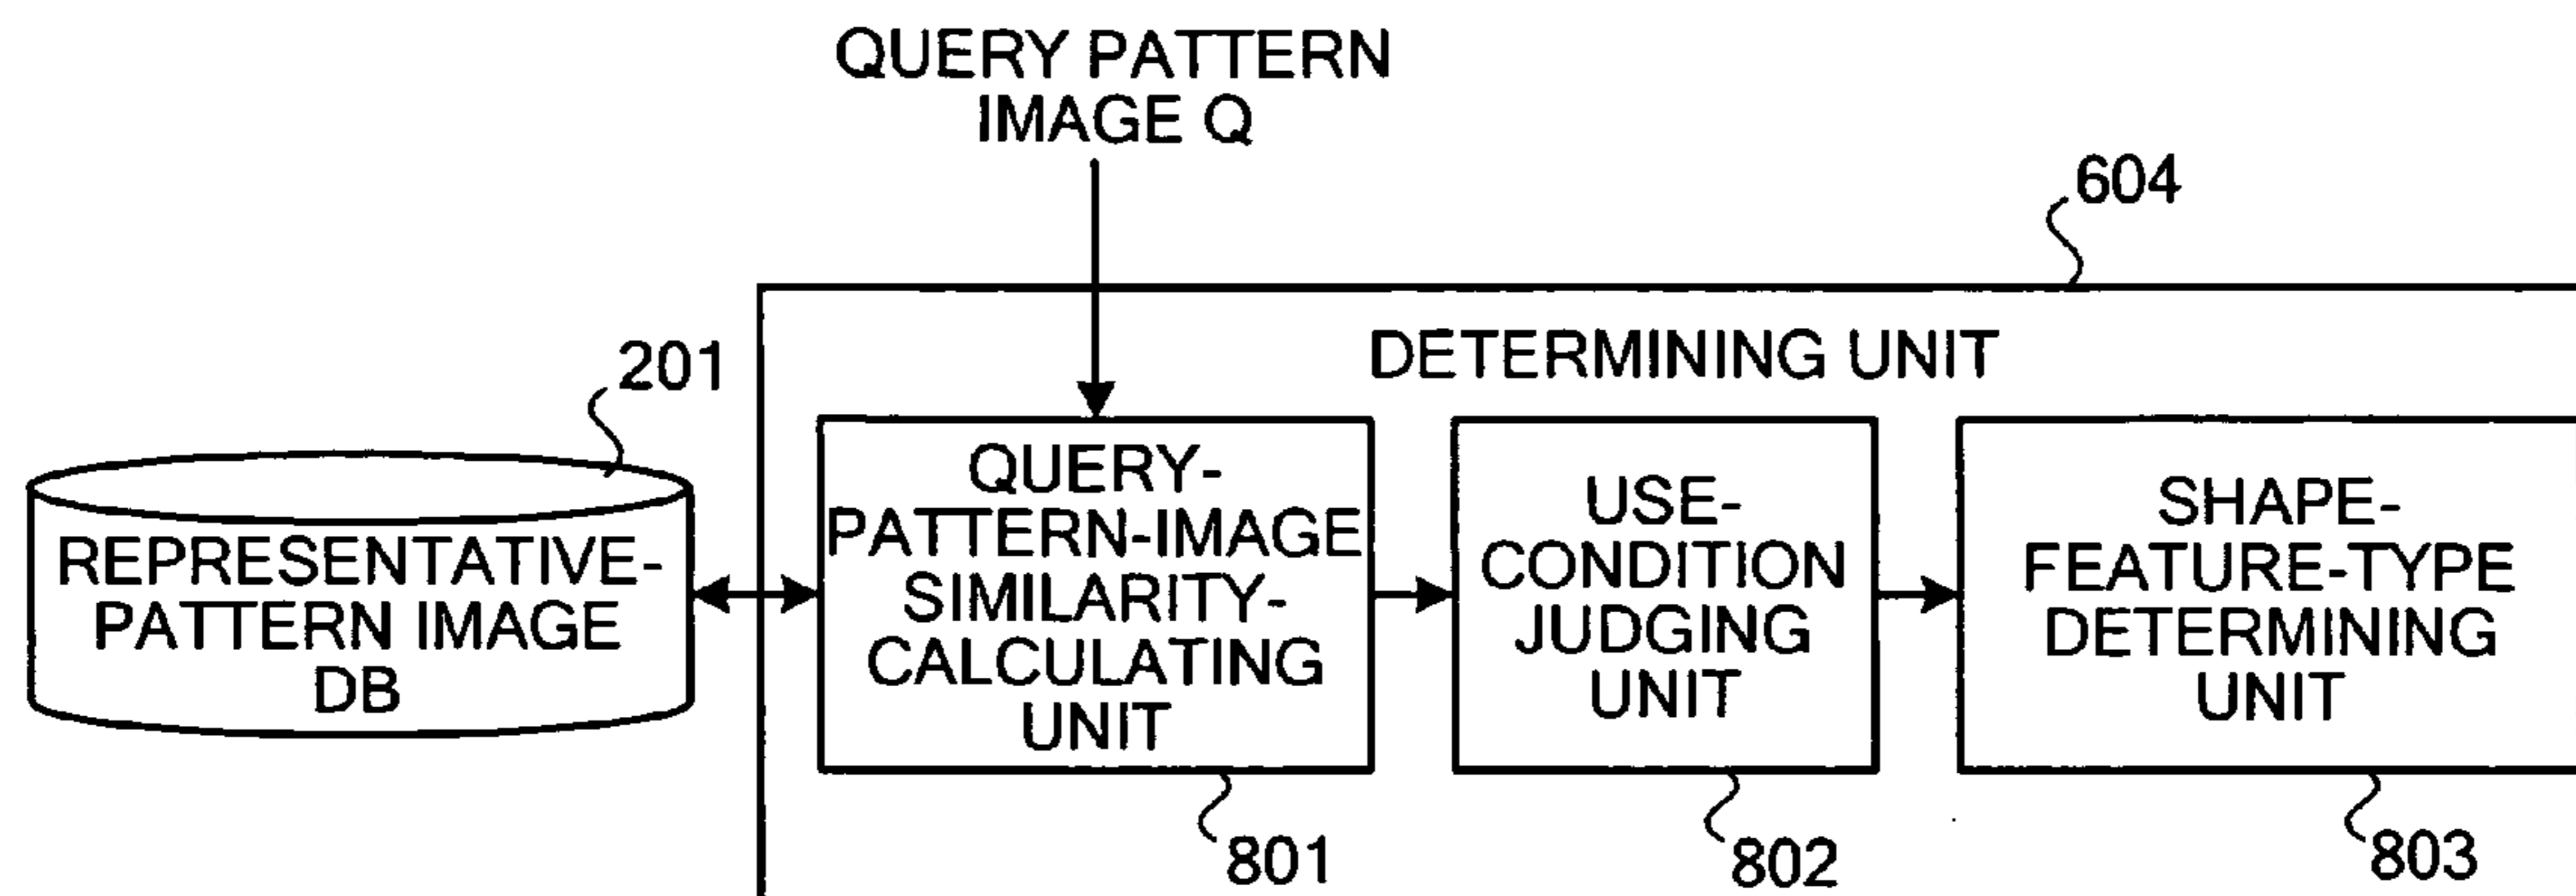 QUERY PATTERN
IMAGE Q
604
DETERMINING UNIT
201
REPRESENTATIVE-
PATTERN IMAGE
DB
QUERY-
PATTERN-IMAGE
SIMILARITY-
CALCULATING
UNIT
801
USE-
CONDITION
JUDGING
UNIT
802
SHAPE-
FEATURE-TYPE
DETERMINING
UNIT
803